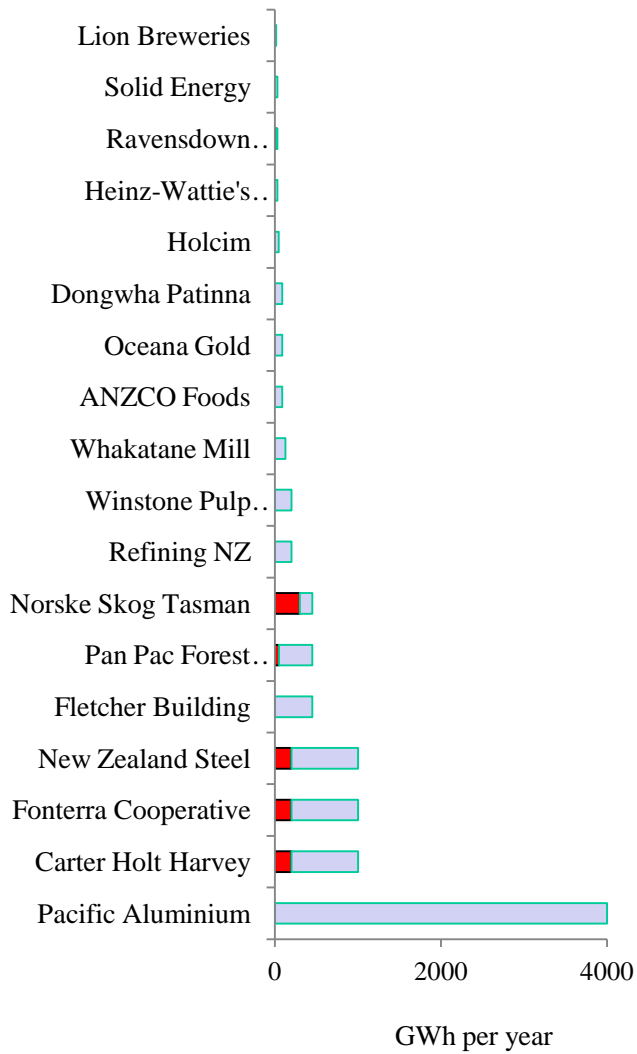 Lion Breweries
Solid Energy
Ravensdown..
Heinz-Wattie's..
Holcim
Dongwha Patinna
Oceana Gold
ANZCO Foods
Whakatane Mill
Winstone Pulp..
Refining NZ
Norske Skog Tasman
Pan Pac Forest..
Fletcher Building
New Zealand Steel
Fonterra Cooperative
Carter Holt Harvey
Pacific Aluminium
0 2000 4000
GWh per year